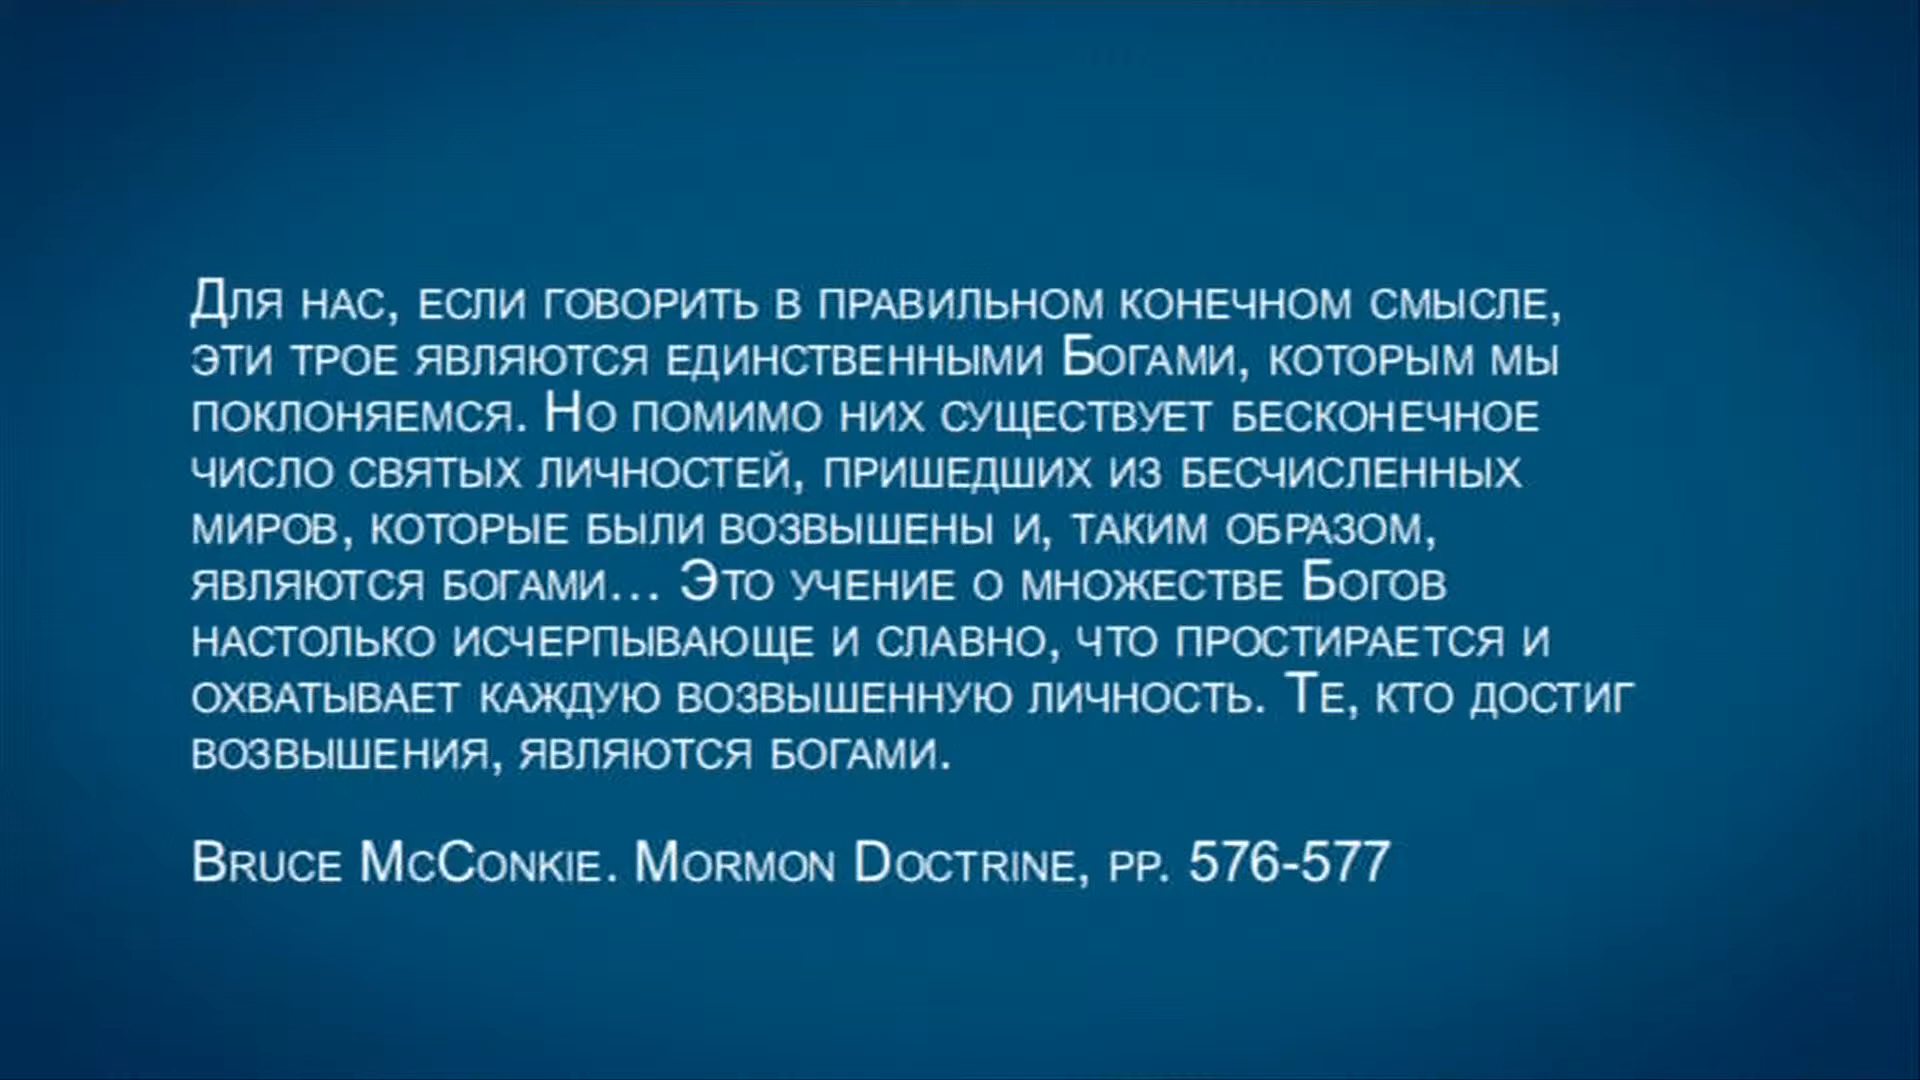 Для нас, если говорить в правильном конечном смысле,
эти трое являются единственными Богами, которым мы
поклоняемся. Но помимо них существует бесконечное
число святых личностей, пришедших из бесчисленных
миров, которые были возвышены и, таким образом,
являются богами... Это учение о множестве Богов
настолько исчерпывающе и славно, что простирается и
охватывает каждую возвышенную личность. Те, кто достиг
возвышения, являются богами.
Bruce McConkie. Mormon Doctrine, pp. 576-577